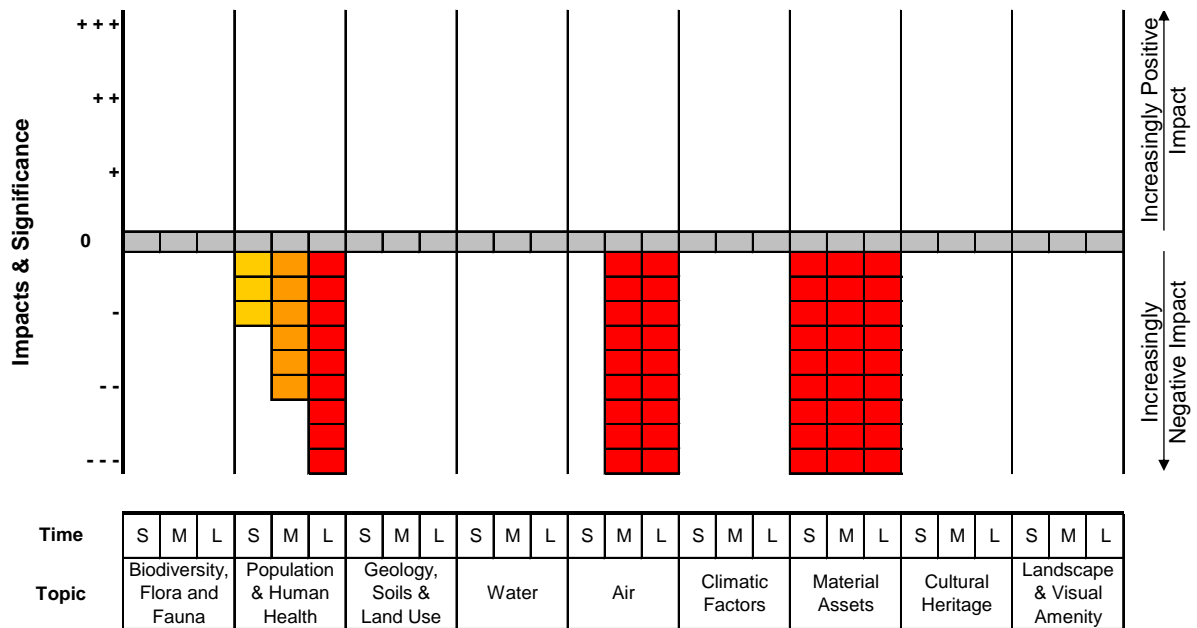 + + +
+ +
+
0
-
- -
- - -
Impacts & Significance
Increasingly Positive
Impact
Increasingly
Negative Impact
Time S M L S M L S M L S M L S M L S M L S M L S M L S M L
Topic
Biodiversity,
Flora and
Fauna
Population
& Human
Health
Geology,
Soils &
Land Use
Water
Air
Climatic
Factors
Material
Assets
Cultural
Heritage
Landscape
& Visual
Amenity